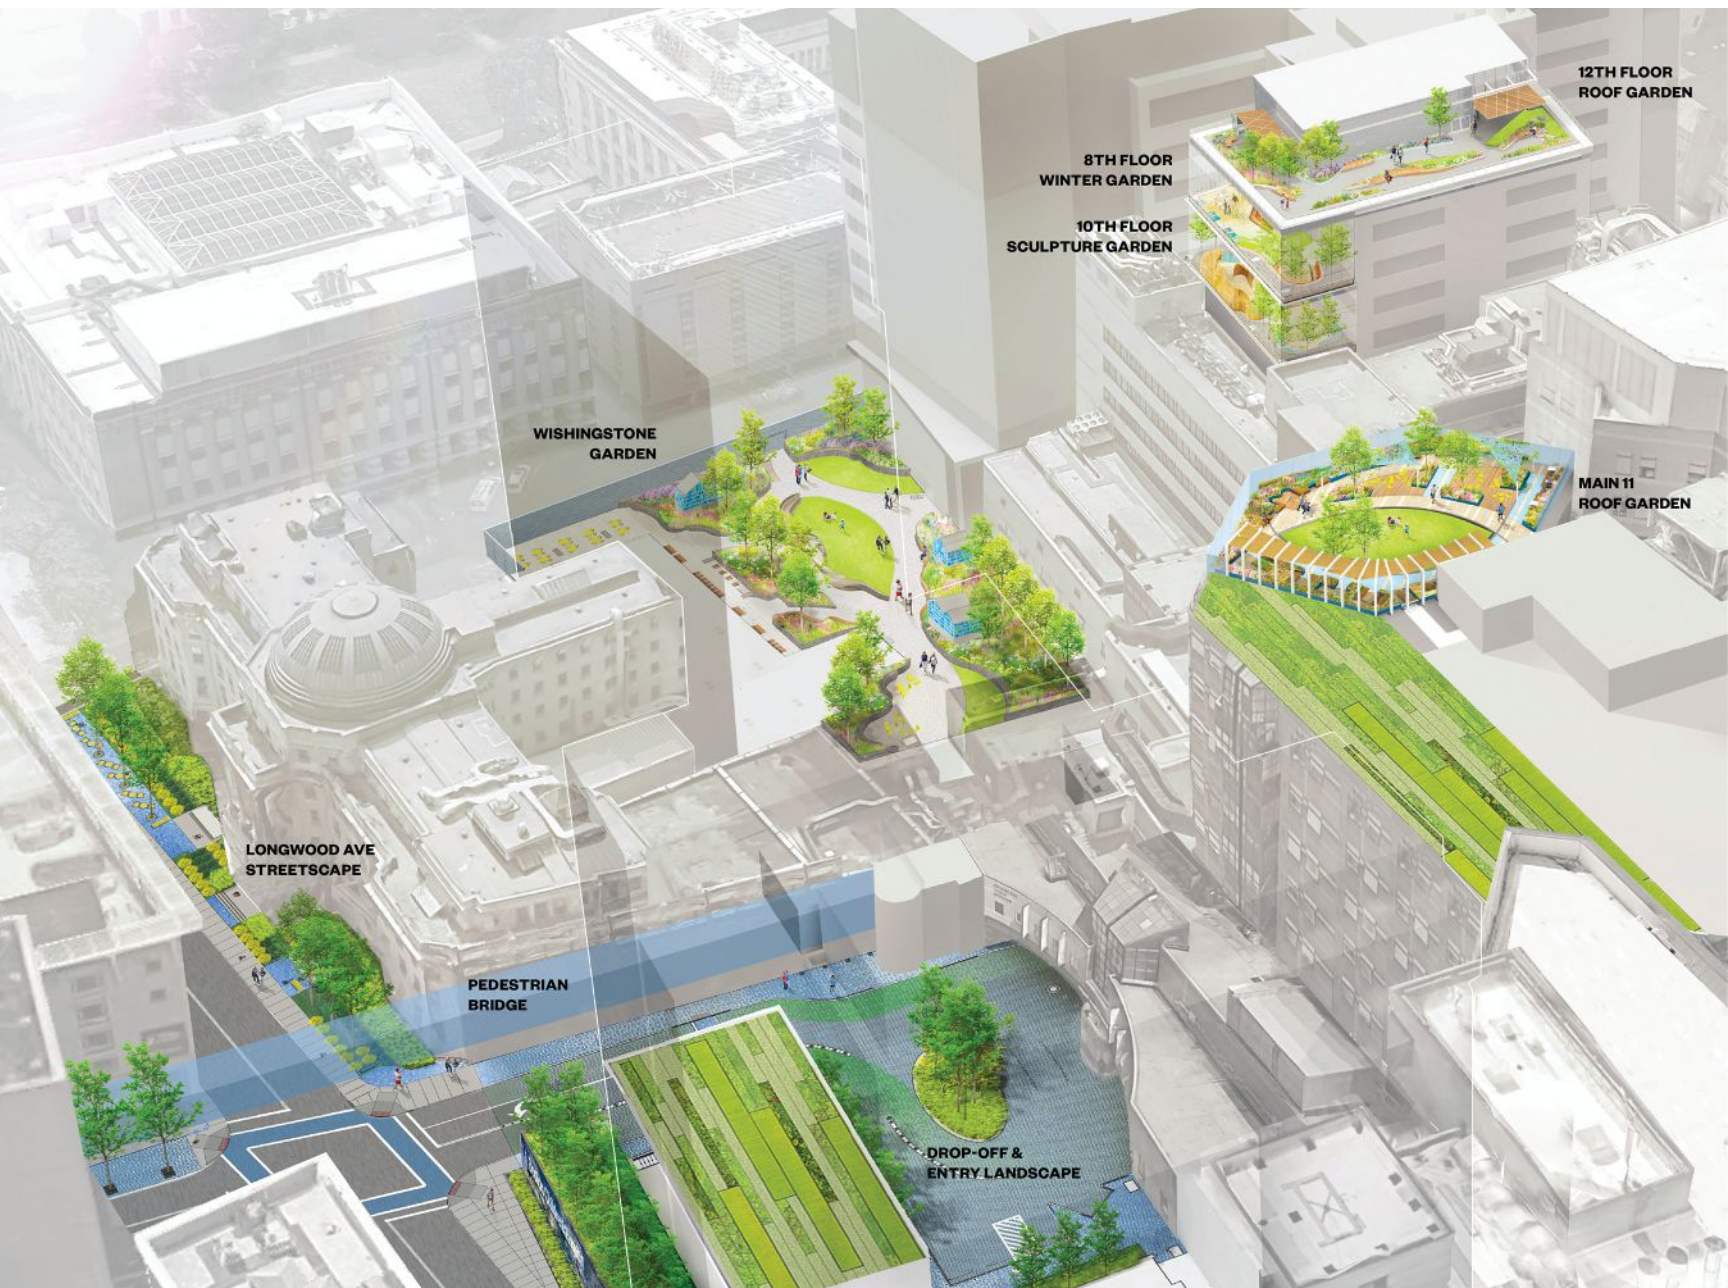 12TH FLOOR
ROOF GARDEN
8TH FLOOR
WINTER GARDEN
10TH FLOOR
SCULPTURE GARDEN
WISHINGSTONE
GARDEN
MAIN 11
ROOF GARDEN
LONGWOOD AVE
STREETSCAPE
PEDESTRIAN
BRIDGE
DROP-OFF &
ENTRY LANDSCAPE